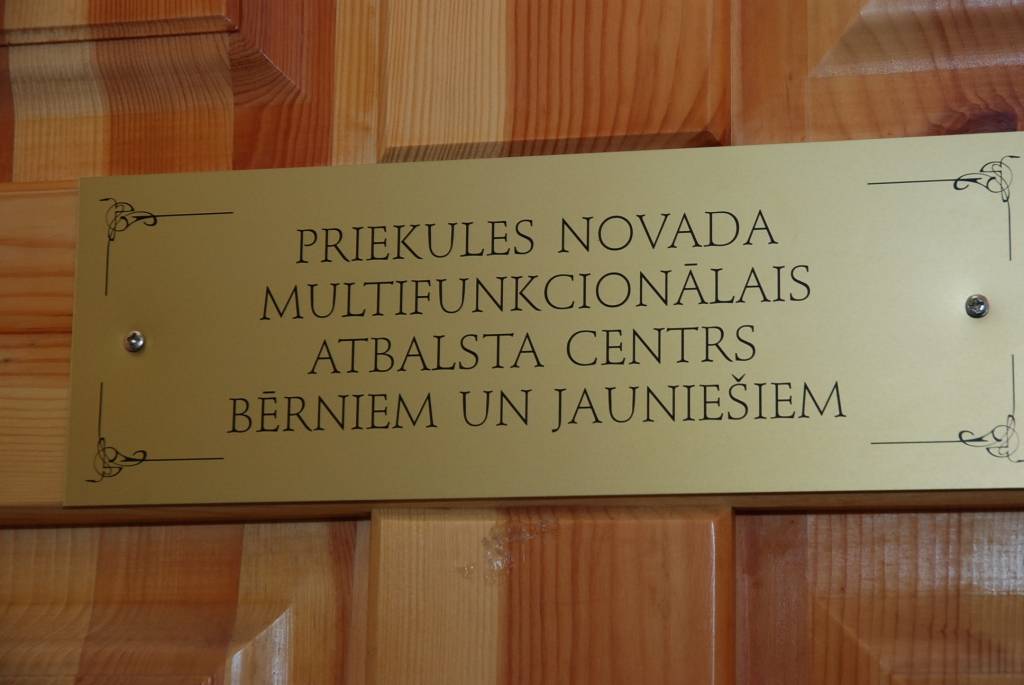 PRIEKULES NOVADA
MULTIFUNKCIONĀLAIS
ATBALSTA CENTRS
BĒRNIEM UN JAUNIEŠIEM